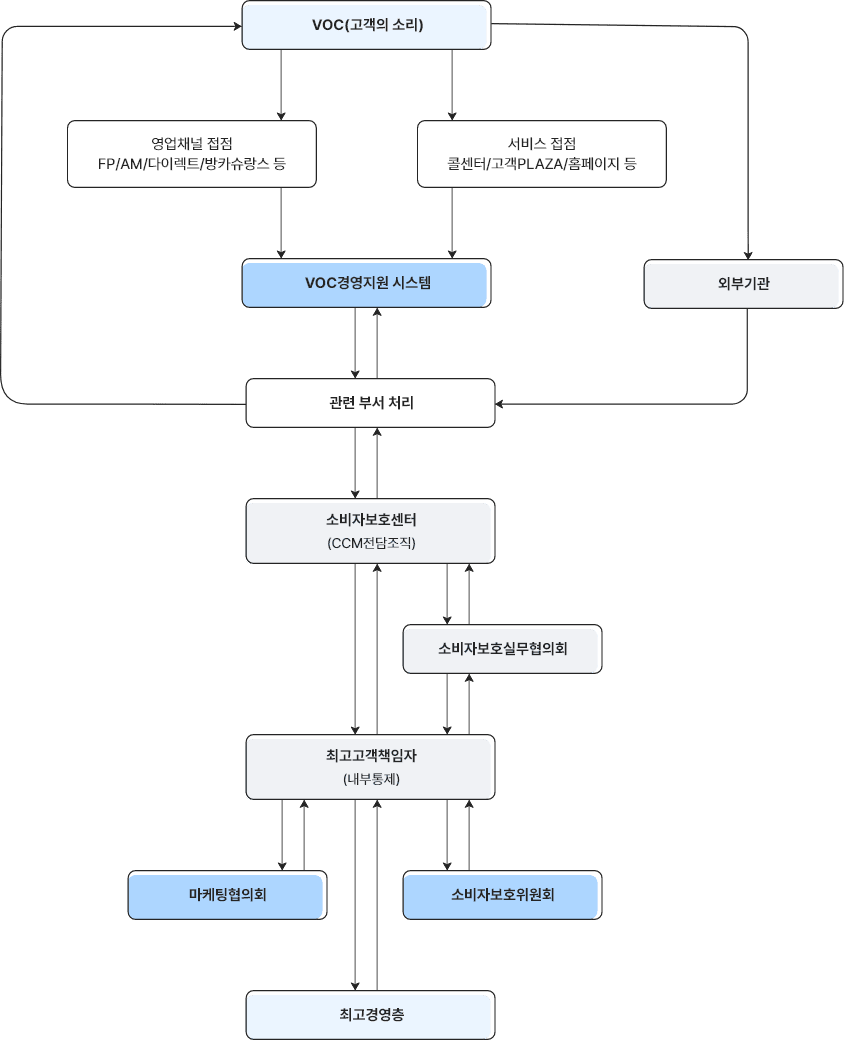 VOC(고객의 소리)
영업채널 접점
FP/AM/다이렉트/방카슈랑스 등
서비스 접점
콜센터/고객PLAZA/홈페이지 등
VOC경영지원 시스템
외부기관
관련 부서 처리
소비자보호센터
(CCM전담조직)
소비자보호실무협의회
최고고객책임자
(내부통제)
마케팅협의회
소비자보호위원회
최고경영층